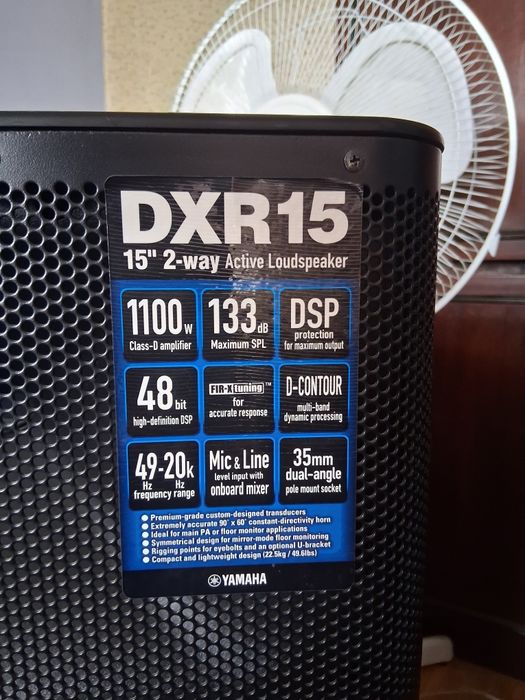 DXR15
15" 2-way Active Loudspeaker
1100w
Class-D amplifier
133dB
Maximum SPL
DSP
protection
for maximum output
48bit
high-definition DSP
FIR-X tuning™
for
accurate response
D-CONTOUR
multi-band
dynamic processing
49-20k
Hz Hz
frequency range
Mic & Line
level input with
onboard mixer
35mm
dual-angle
pole mount socket
● Premium-grade custom-designed transducers
● Extremely accurate 90° x 60° constant-directivity horn
● Ideal for main PA or floor monitor applications
● Symmetrical design for mirror-mode floor monitoring
● Rigging points for eyebolts and an optional U-bracket
● Compact and lightweight design (22.5kg / 49.6lbs)
YAMAHA